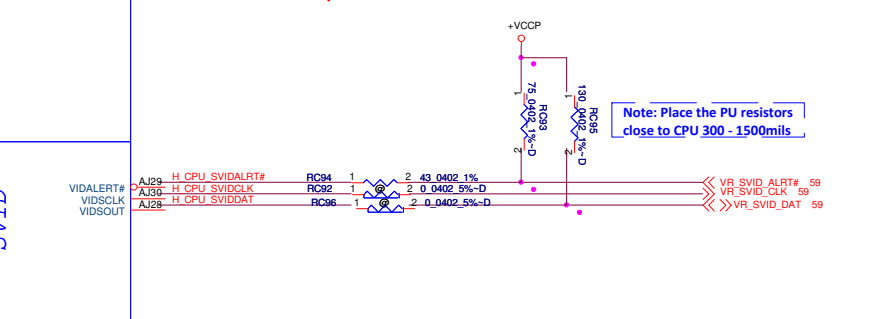 +VCCP
75_0402_1%~D
RC93
130_0402_1%~D
RC95
1
1
2
2
Note: Place the PU resistors
close to CPU 300 - 1500mils
SVID
VIDALERT#
VIDSCLK
VIDSOUT
AJ29
AJ30
AJ28
H_CPU_SVIDALRT#
H_CPU_SVIDCLK
H_CPU_SVIDDAT
RC94 1 2 43_0402_1%
RC92 1 @ 2 0_0402_5%~D
RC96 1 @ 2 0_0402_5%~D
VR_SVID_ALRT# 59
VR_SVID_CLK 59
VR_SVID_DAT 59